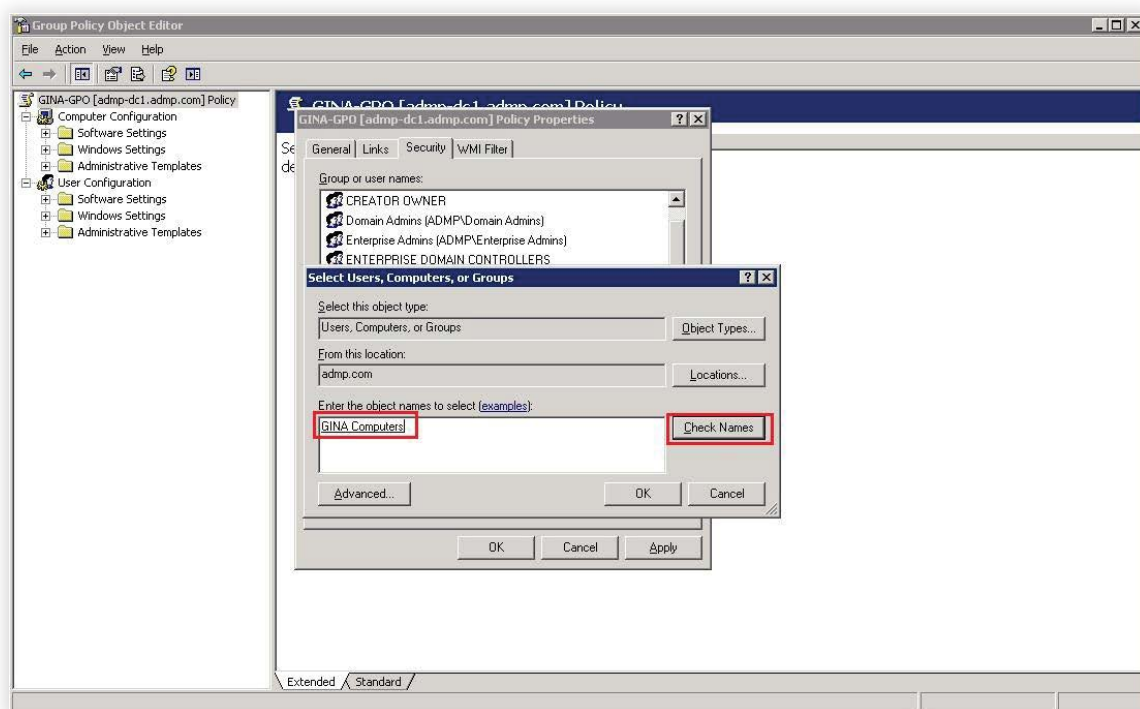 Group Policy Object Editor
File Action View Help
GINA-GPO [admp-dc1.admp.com] Policy
Computer Configuration
Software Settings
Windows Settings
Administrative Templates
User Configuration
Software Settings
Windows Settings
Administrative Templates
GINA-GPO [admp-dc1.admp.com] Policy
Se
de
GINA-GPO [admp-dc1.admp.com] Policy Properties
General Links Security WMI Filter
Group or user names:
CREATOR OWNER
Domain Admins (ADMP\Domain Admins)
Enterprise Admins (ADMP\Enterprise Admins)
ENTERPRISE DOMAIN CONTROLLERS
Select Users, Computers, or Groups
Select this object type:
Users, Computers, or Groups
Object Types...
From this location:
admp.com
Locations...
Enter the object names to select (examples):
GINA Computers
Check Names
Advanced... OK Cancel
OK Cancel Apply
Extended Standard